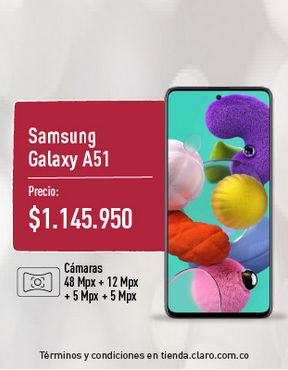 Samsung
Galaxy A51
Precio:
$1.145.950
Cámaras
48 Mpx + 12 Mpx
+ 5 Mpx + 5 Mpx
Términos y condiciones en tienda.claro.com.co